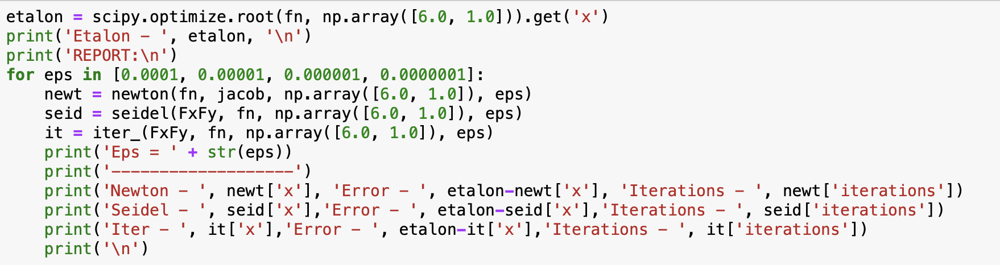 etalon = scipy.optimize.root(fn, np.array([6.0, 1.0])).get('x')
print('Etalon - ', etalon, '\n')
print('REPORT:\n')
for eps in [0.0001, 0.00001, 0.000001, 0.0000001]:
    newt = newton(fn, jacob, np.array([6.0, 1.0]), eps)
    seid = seidel(FxFy, fn, np.array([6.0, 1.0]), eps)
    it = iter_(FxFy, fn, np.array([6.0, 1.0]), eps)
    print('Eps = ' + str(eps))
    print('-------------------')
    print('Newton - ', newt['x'], 'Error - ', etalon-newt['x'], 'Iterations - ', newt['iterations'])
    print('Seidel - ', seid['x'],'Error - ', etalon-seid['x'],'Iterations - ', seid['iterations'])
    print('Iter - ', it['x'],'Error - ', etalon-it['x'],'Iterations - ', it['iterations'])
    print('\n')